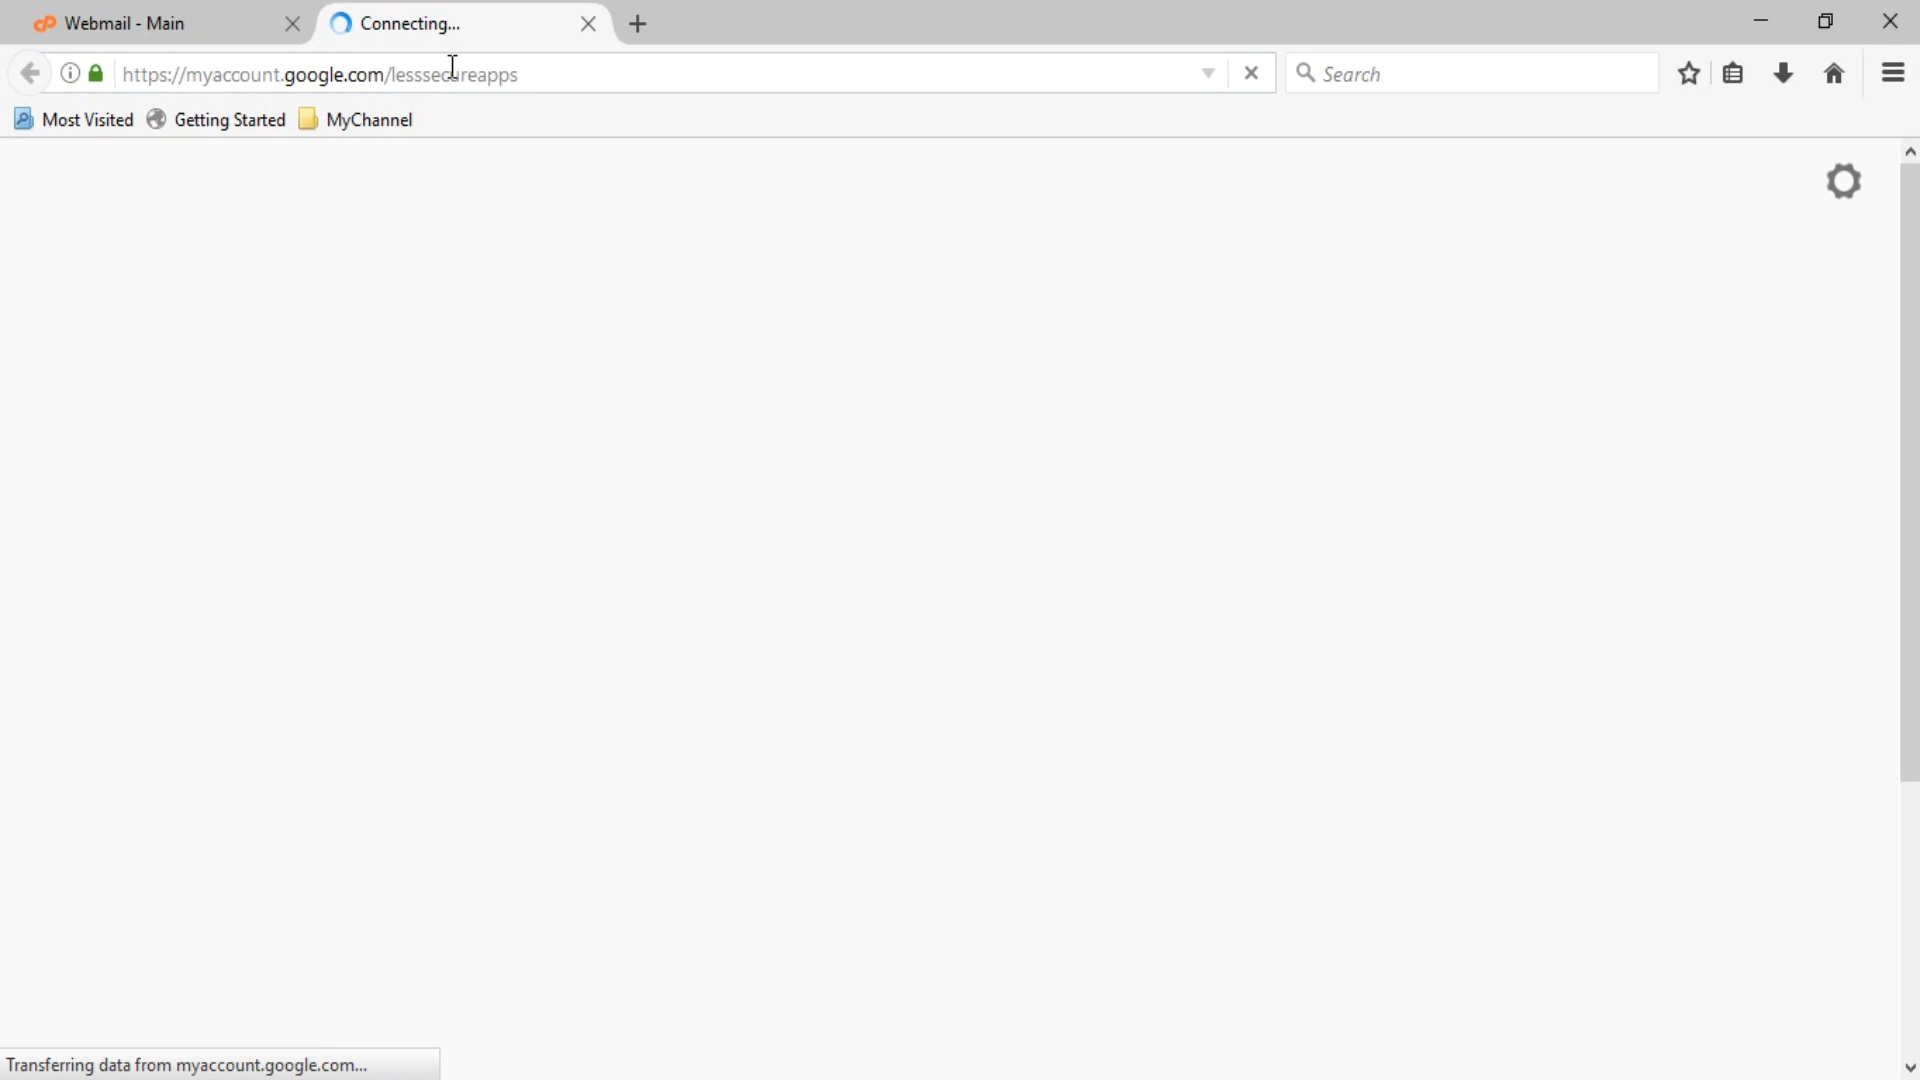 Webmail - Main
Connecting...
https://myaccount.google.com/lesssecureapps
Search
Most Visited
Getting Started
MyChannel
Transferring data from myaccount.google.com...